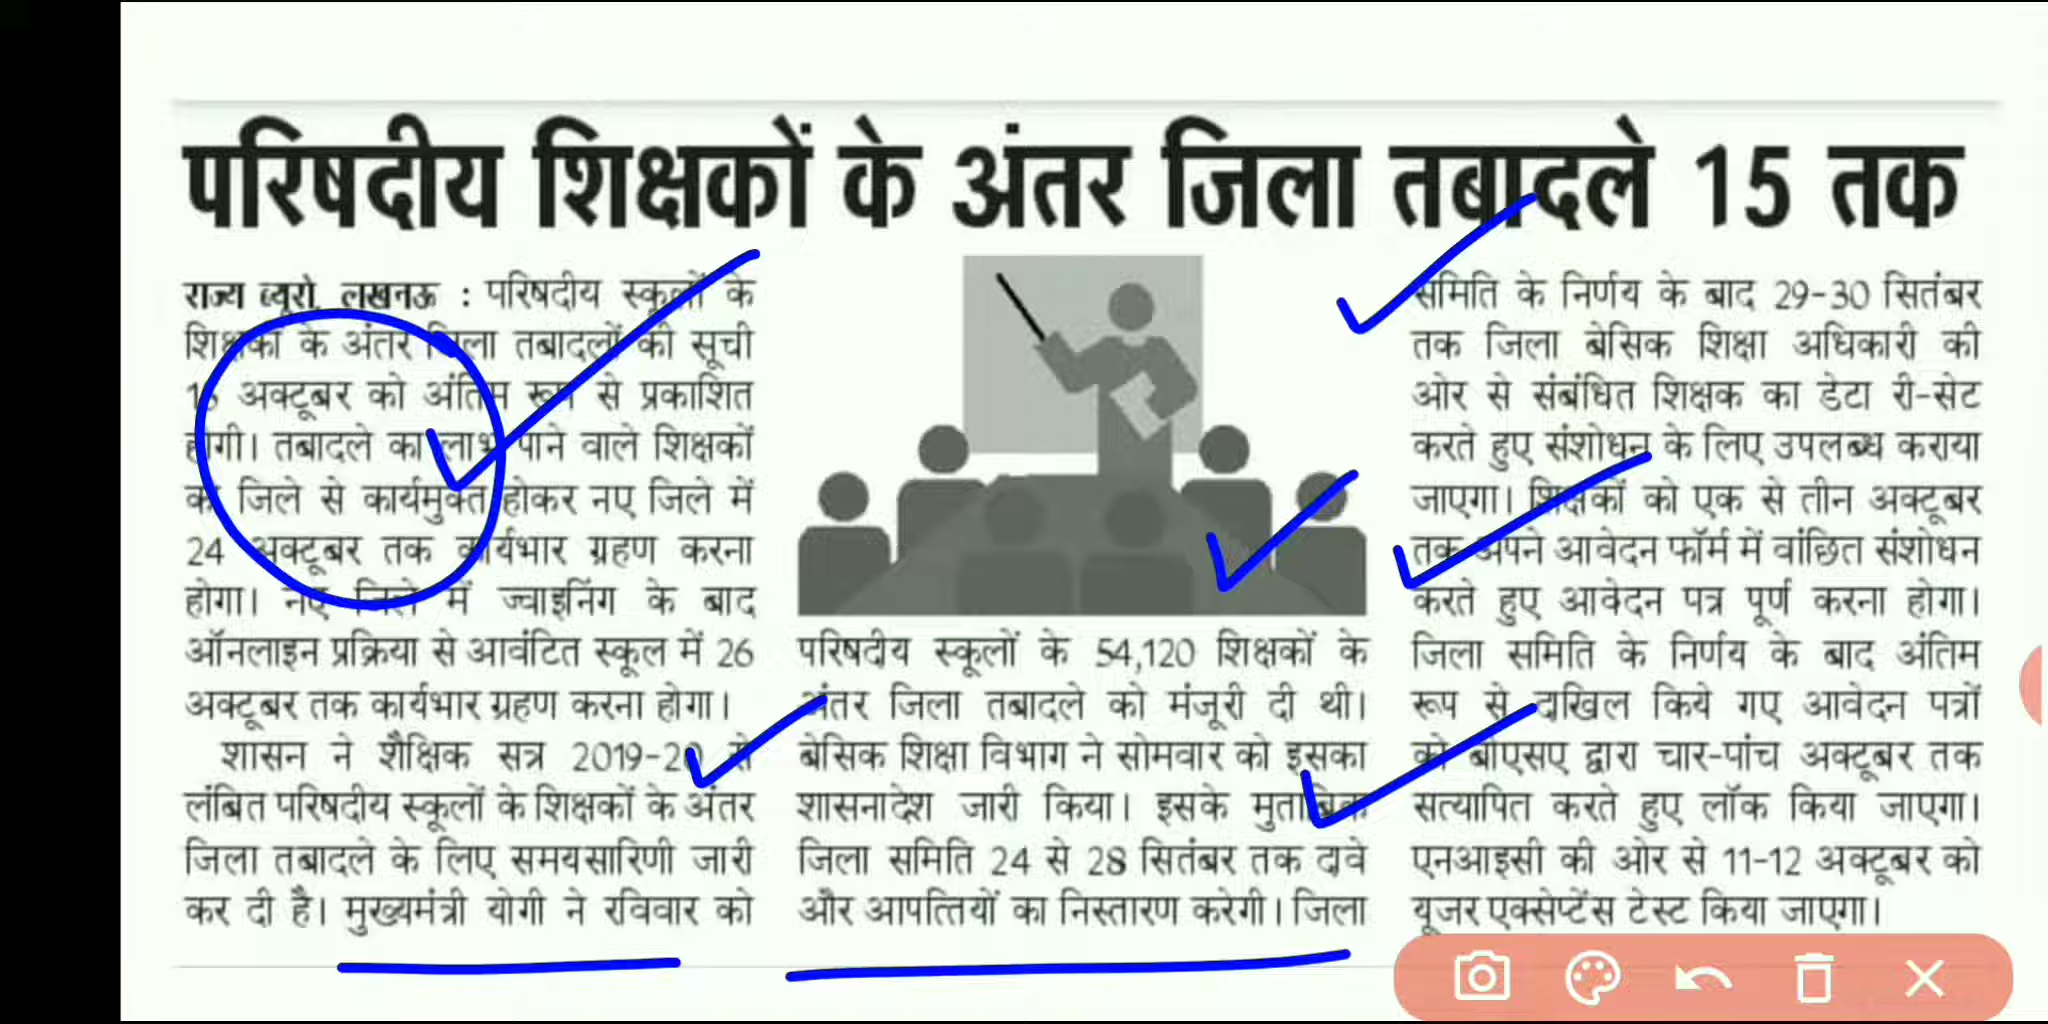 परिषदीय शिक्षकों के अंतर जिला तबादले 15 तक
राज्य ब्यूरो, लखनऊ : परिषदीय स्कूलों के
शिक्षकों के अंतर जिला तबादलों की सूची
15 अक्टूबर को अंतिम रूप से प्रकाशित
होगी। तबादले का लाभ पाने वाले शिक्षकों
को जिले से कार्यमुक्त होकर नए जिले में
24 अक्टूबर तक कार्यभार ग्रहण करना
होगा। नए जिले में ज्वाइनिंग के बाद
ऑनलाइन प्रक्रिया से आवंटित स्कूल में 26
अक्टूबर तक कार्यभार ग्रहण करना होगा।
शासन ने शैक्षिक सत्र 2019-20 से
लंबित परिषदीय स्कूलों के शिक्षकों के अंतर
जिला तबादले के लिए समयसारिणी जारी
कर दी है। मुख्यमंत्री योगी ने रविवार को
परिषदीय स्कूलों के 54,120 शिक्षकों के
अंतर जिला तबादले को मंजूरी दी थी।
बेसिक शिक्षा विभाग ने सोमवार को इसका
शासनादेश जारी किया। इसके मुताबिक
जिला समिति 24 से 28 सितंबर तक दावे
और आपत्तियों का निस्तारण करेगी। जिला
समिति के निर्णय के बाद 29-30 सितंबर
तक जिला बेसिक शिक्षा अधिकारी की
ओर से संबंधित शिक्षक का डेटा री-सेट
करते हुए संशोधन के लिए उपलब्ध कराया
जाएगा। शिक्षकों को एक से तीन अक्टूबर
तक अपने आवेदन फॉर्म में वांछित संशोधन
करते हुए आवेदन पत्र पूर्ण करना होगा।
जिला समिति के निर्णय के बाद अंतिम
रूप से दाखिल किये गए आवेदन पत्रों
को बीएसए द्वारा चार-पांच अक्टूबर तक
सत्यापित करते हुए लॉक किया जाएगा।
एनआइसी की ओर से 11-12 अक्टूबर को
यूजर एक्सेप्टेंस टेस्ट किया जाएगा।